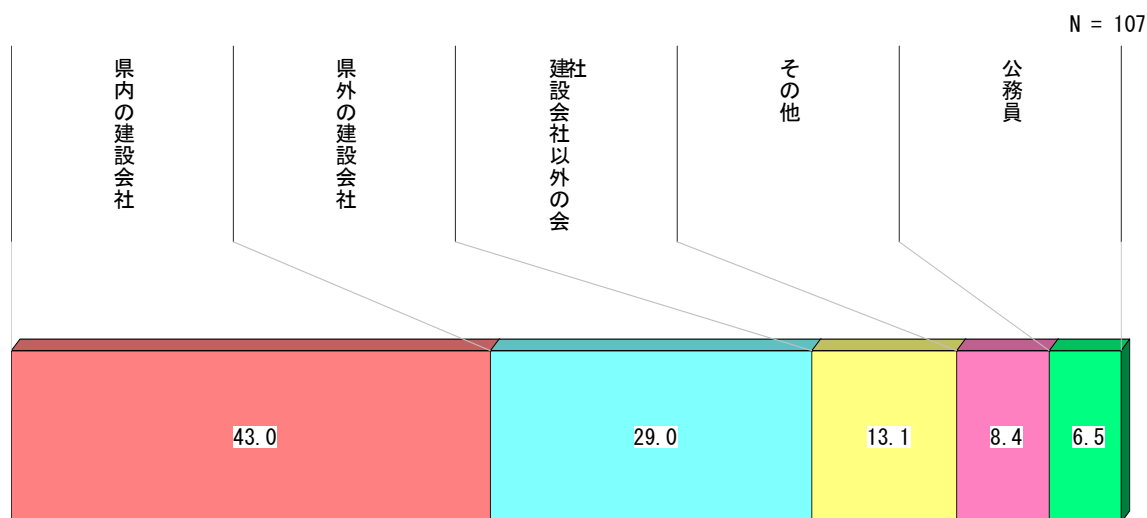 N = 107
県内の建設会社
県外の建設会社
建設会社以外の会社
その他
公務員
43.0
29.0
13.1
8.4
6.5